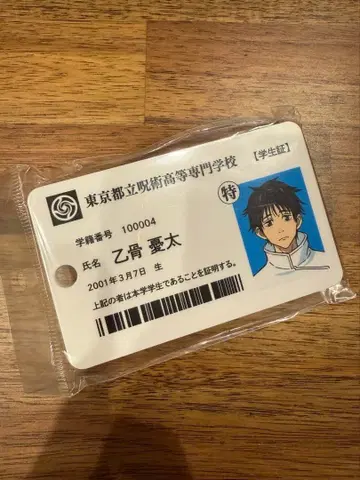 東京都立呪術高等専門学校
【学生証】
学籍番号 100004
特
氏名 乙骨 憂太
2001年3月7日 生
上記の者は本学学生であることを証明する。